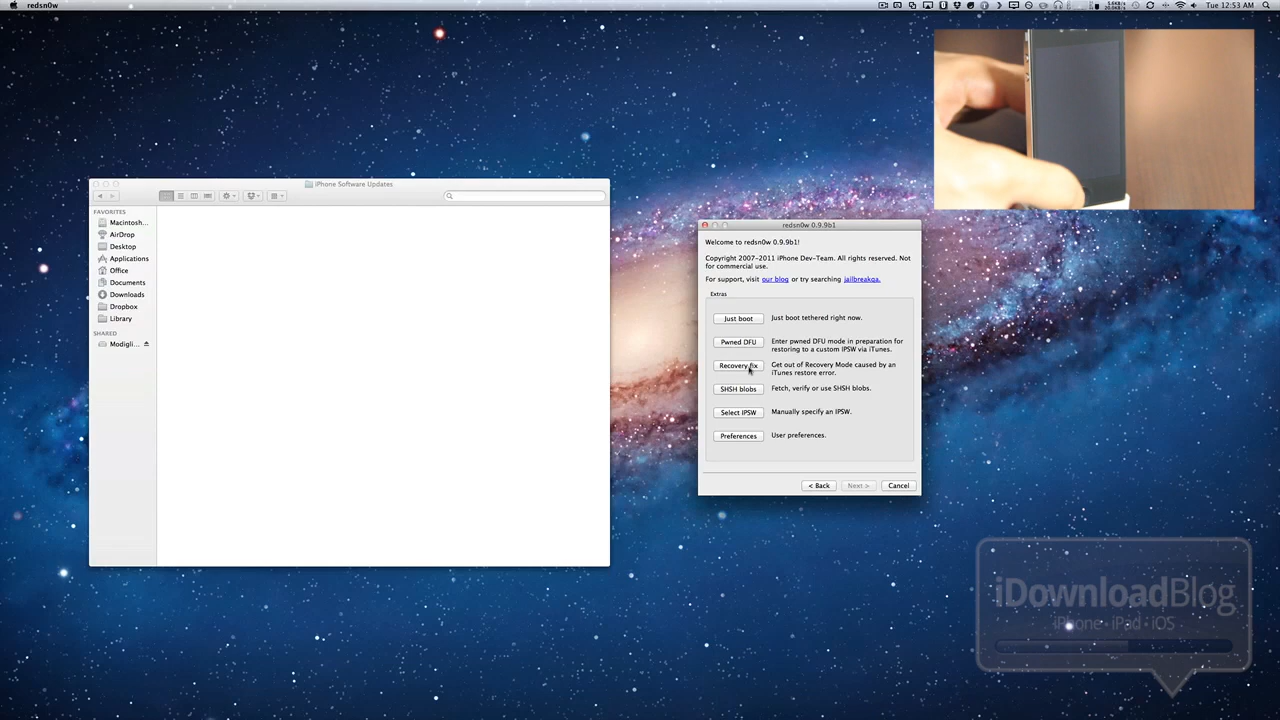 redsn0w
Tue 12:53 AM
iPhone Software Updates
FAVORITES
Macintosh...
AirDrop
Desktop
Applications
Office
Documents
Downloads
Dropbox
Library
SHARED
Modigli...
redsn0w 0.9.9b1
Welcome to redsn0w 0.9.9b1!
Copyright 2007-2011 iPhone Dev-Team. All rights reserved. Not
for commercial use.
For support, visit our blog or try searching jailbreakqa.
Extras
Just boot Just boot tethered right now.
Pwned DFU Enter pwned DFU mode in preparation for
restoring to a custom IPSW via iTunes.
Recovery fix Get out of Recovery Mode caused by an
iTunes restore error.
SHSH blobs Fetch, verify or use SHSH blobs.
Select IPSW Manually specify an IPSW.
Preferences User preferences.
< Back Next > Cancel
iDownloadBlog
iPhone • iPad • iOS